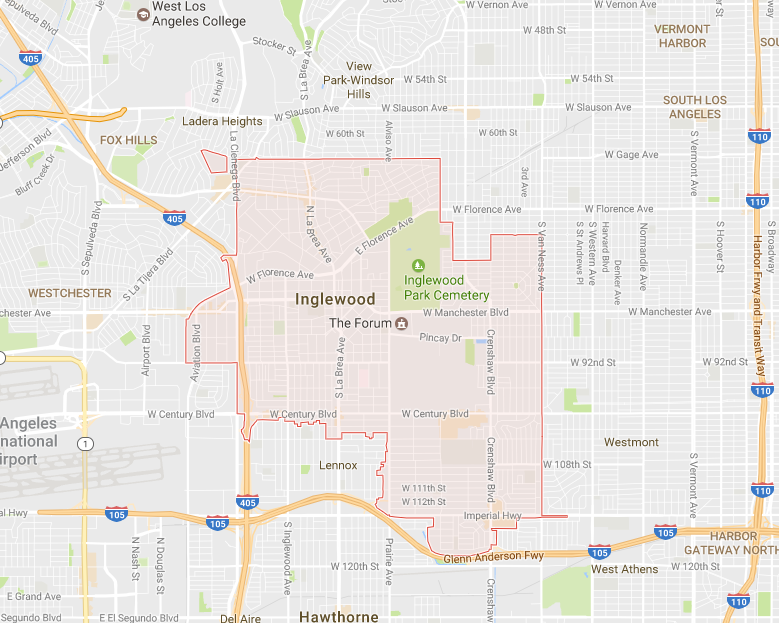 W Vernon Ave
W Vernon Ave
West Los
Angeles College
S La Brea Ave
W 48th St
VERMONT
HARBOR
Stocker St
405
View
Park-Windsor
Hills
W 54th St
W 54th St
S Holt Ave
SOUTH LOS
ANGELES
W Slauson Ave
W Slauson Ave
W Slauson Ave
Ladera Heights
FOX HILLS
Jefferson Blvd
Bluff Creek Dr
La Cienega Blvd
W 60th St
W 60th St
Alviso Ave
110
S Vermont Ave
W Gage Ave
3rd Ave
110
405
S Sepulveda Blvd
N La Brea Ave
E Florence Ave
W Florence Ave
W Florence Ave
S Van Ness Ave
S St Andrews Pl
S Western Ave
Harvard Blvd
Denker Ave
Normandie Ave
S Hoover St
S Broadway
Harbor Frwy and Transit Way
S La Tijera Blvd
W Florence Ave
Inglewood
Park Cemetery
WESTCHESTER
Inglewood
chester Ave
W Manchester Blvd
W Manchester Ave
The Forum
Pincay Dr
Airport Blvd
Aviation Blvd
S La Brea Ave
Crenshaw Blvd
W 92nd St
W 92nd St
110
W Century Blvd
W Century Blvd
W Century Blvd
Angeles
national
irport
1
Crenshaw Blvd
Westmont
Lennox
W 108th St
S Vermont Ave
W 111th St
W 112th St
110
405
105
105
Imperial Hwy
al Hwy
105
105
HARBOR
GATEWAY NORTH
Glenn Anderson Fwy
N Nash St
N Douglas St
S Inglewood Ave
Prairie Ave
W 120th St
West Athens
W 120th St
E Grand Ave
Crenshaw
110
Segundo Blvd
E El Segundo Blvd
Del Aire
Hawthorne